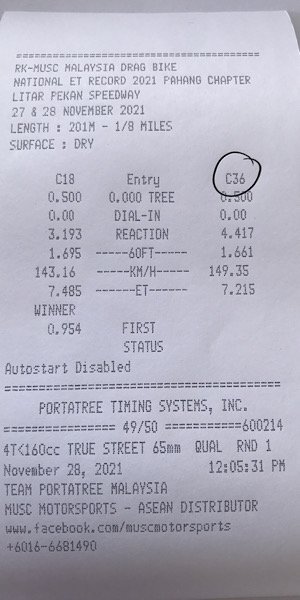 ==========================================
RK-MUSC MALAYSIA DRAG BIKE
NATIONAL ET RECORD 2021 PAHANG CHAPTER
LITAR PEKAN SPEEDWAY
27 & 28 NOVEMBER 2021
LENGTH : 201M - 1/8 MILES
SURFACE : DRY
C18 Entry C36
0.500 0.000 TREE 0.500
0.00 DIAL-IN 0.00
3.193 REACTION 4.417
1.695 -----60FT----- 1.661
143.16 -----KM/H----- 149.35
7.485 ------ET------ 7.215
WINNER
0.954 FIRST
STATUS
Autostart Disabled
==========================================
PORTATREE TIMING SYSTEMS, INC.
================ 49/50 ===========600214
4T<160cc TRUE STREET 65mm QUAL RND 1
November 28, 2021 12:05:31 PM
TEAM PORTATREE MALAYSIA
MUSC MOTORSPORTS - ASEAN DISTRIBUTOR
www.facebook.com/muscmotorsports
+6016-6681490